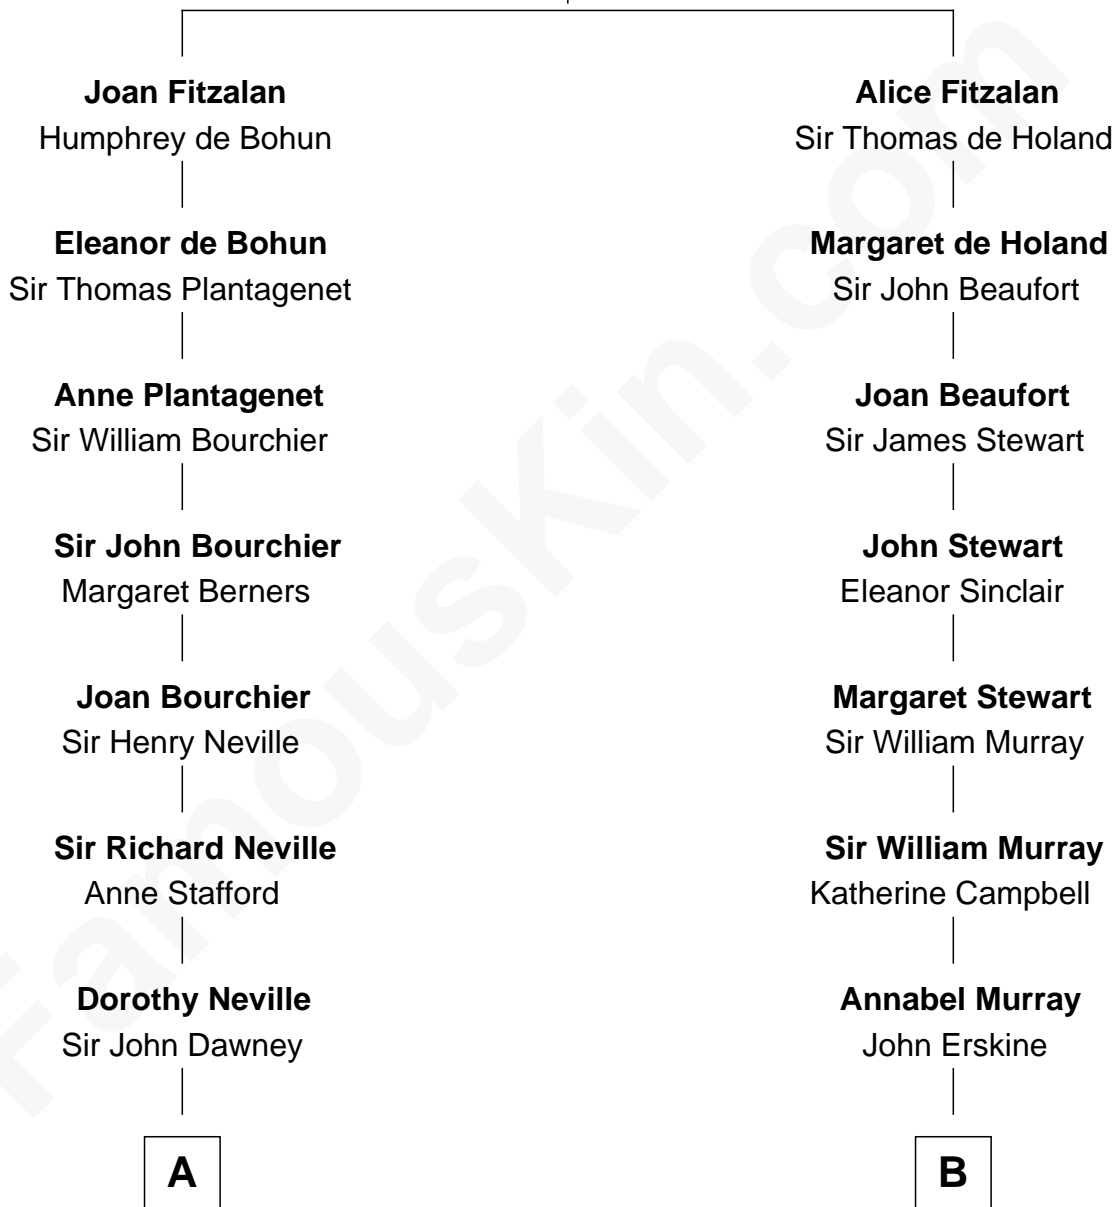 Joan Fitzalan
Humphrey de Bohun
Eleanor de Bohun
Sir Thomas Plantagenet
Anne Plantagenet
Sir William Bourchier
Sir John Bourchier
Margaret Berners
Joan Bourchier
Sir Henry Neville
Sir Richard Neville
Anne Stafford
Dorothy Neville
Sir John Dawney
A
Alice Fitzalan
Sir Thomas de Holand
Margaret de Holand
Sir John Beaufort
Joan Beaufort
Sir James Stewart
John Stewart
Eleanor Sinclair
Margaret Stewart
Sir William Murray
Sir William Murray
Katherine Campbell
Annabel Murray
John Erskine
B
FamousKin.com